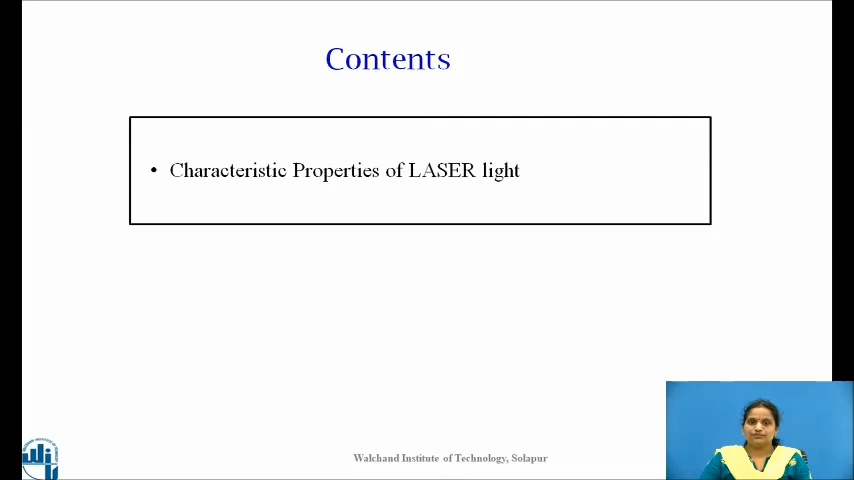 Contents
• Characteristic Properties of LASER light
Walchand Institute of Technology, Solapur